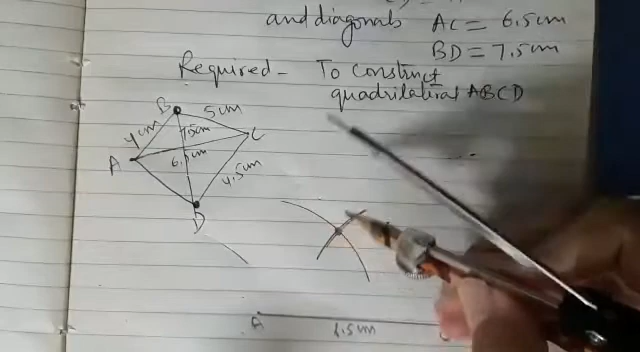 and diagonals AC = 6.5cm
BD = 7.5cm
Required - To construct
quadrilateral ABCD
B
5cm
4cm
7.5cm
C
A
6.5cm
4.5cm
D
A
6.5cm